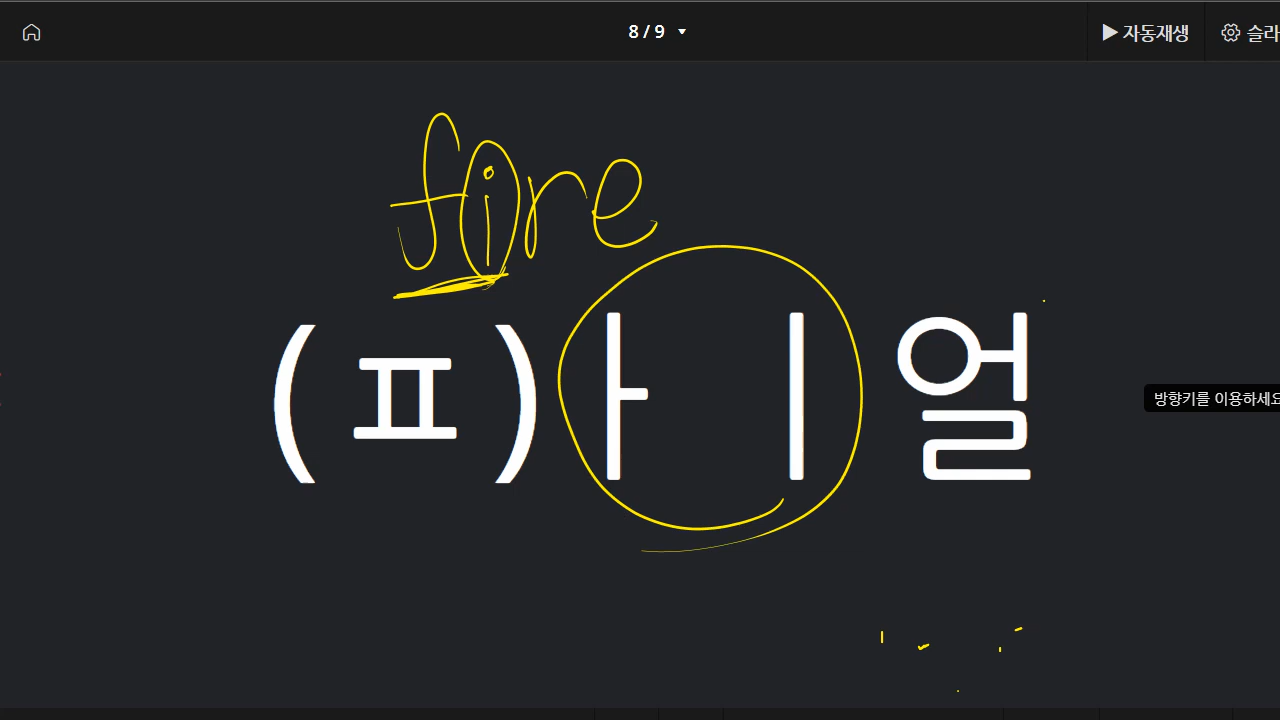 8 / 9
자동재생
슬라
fire
(ㅍ)ㅏㅣ얼
방향키를 이용하세요